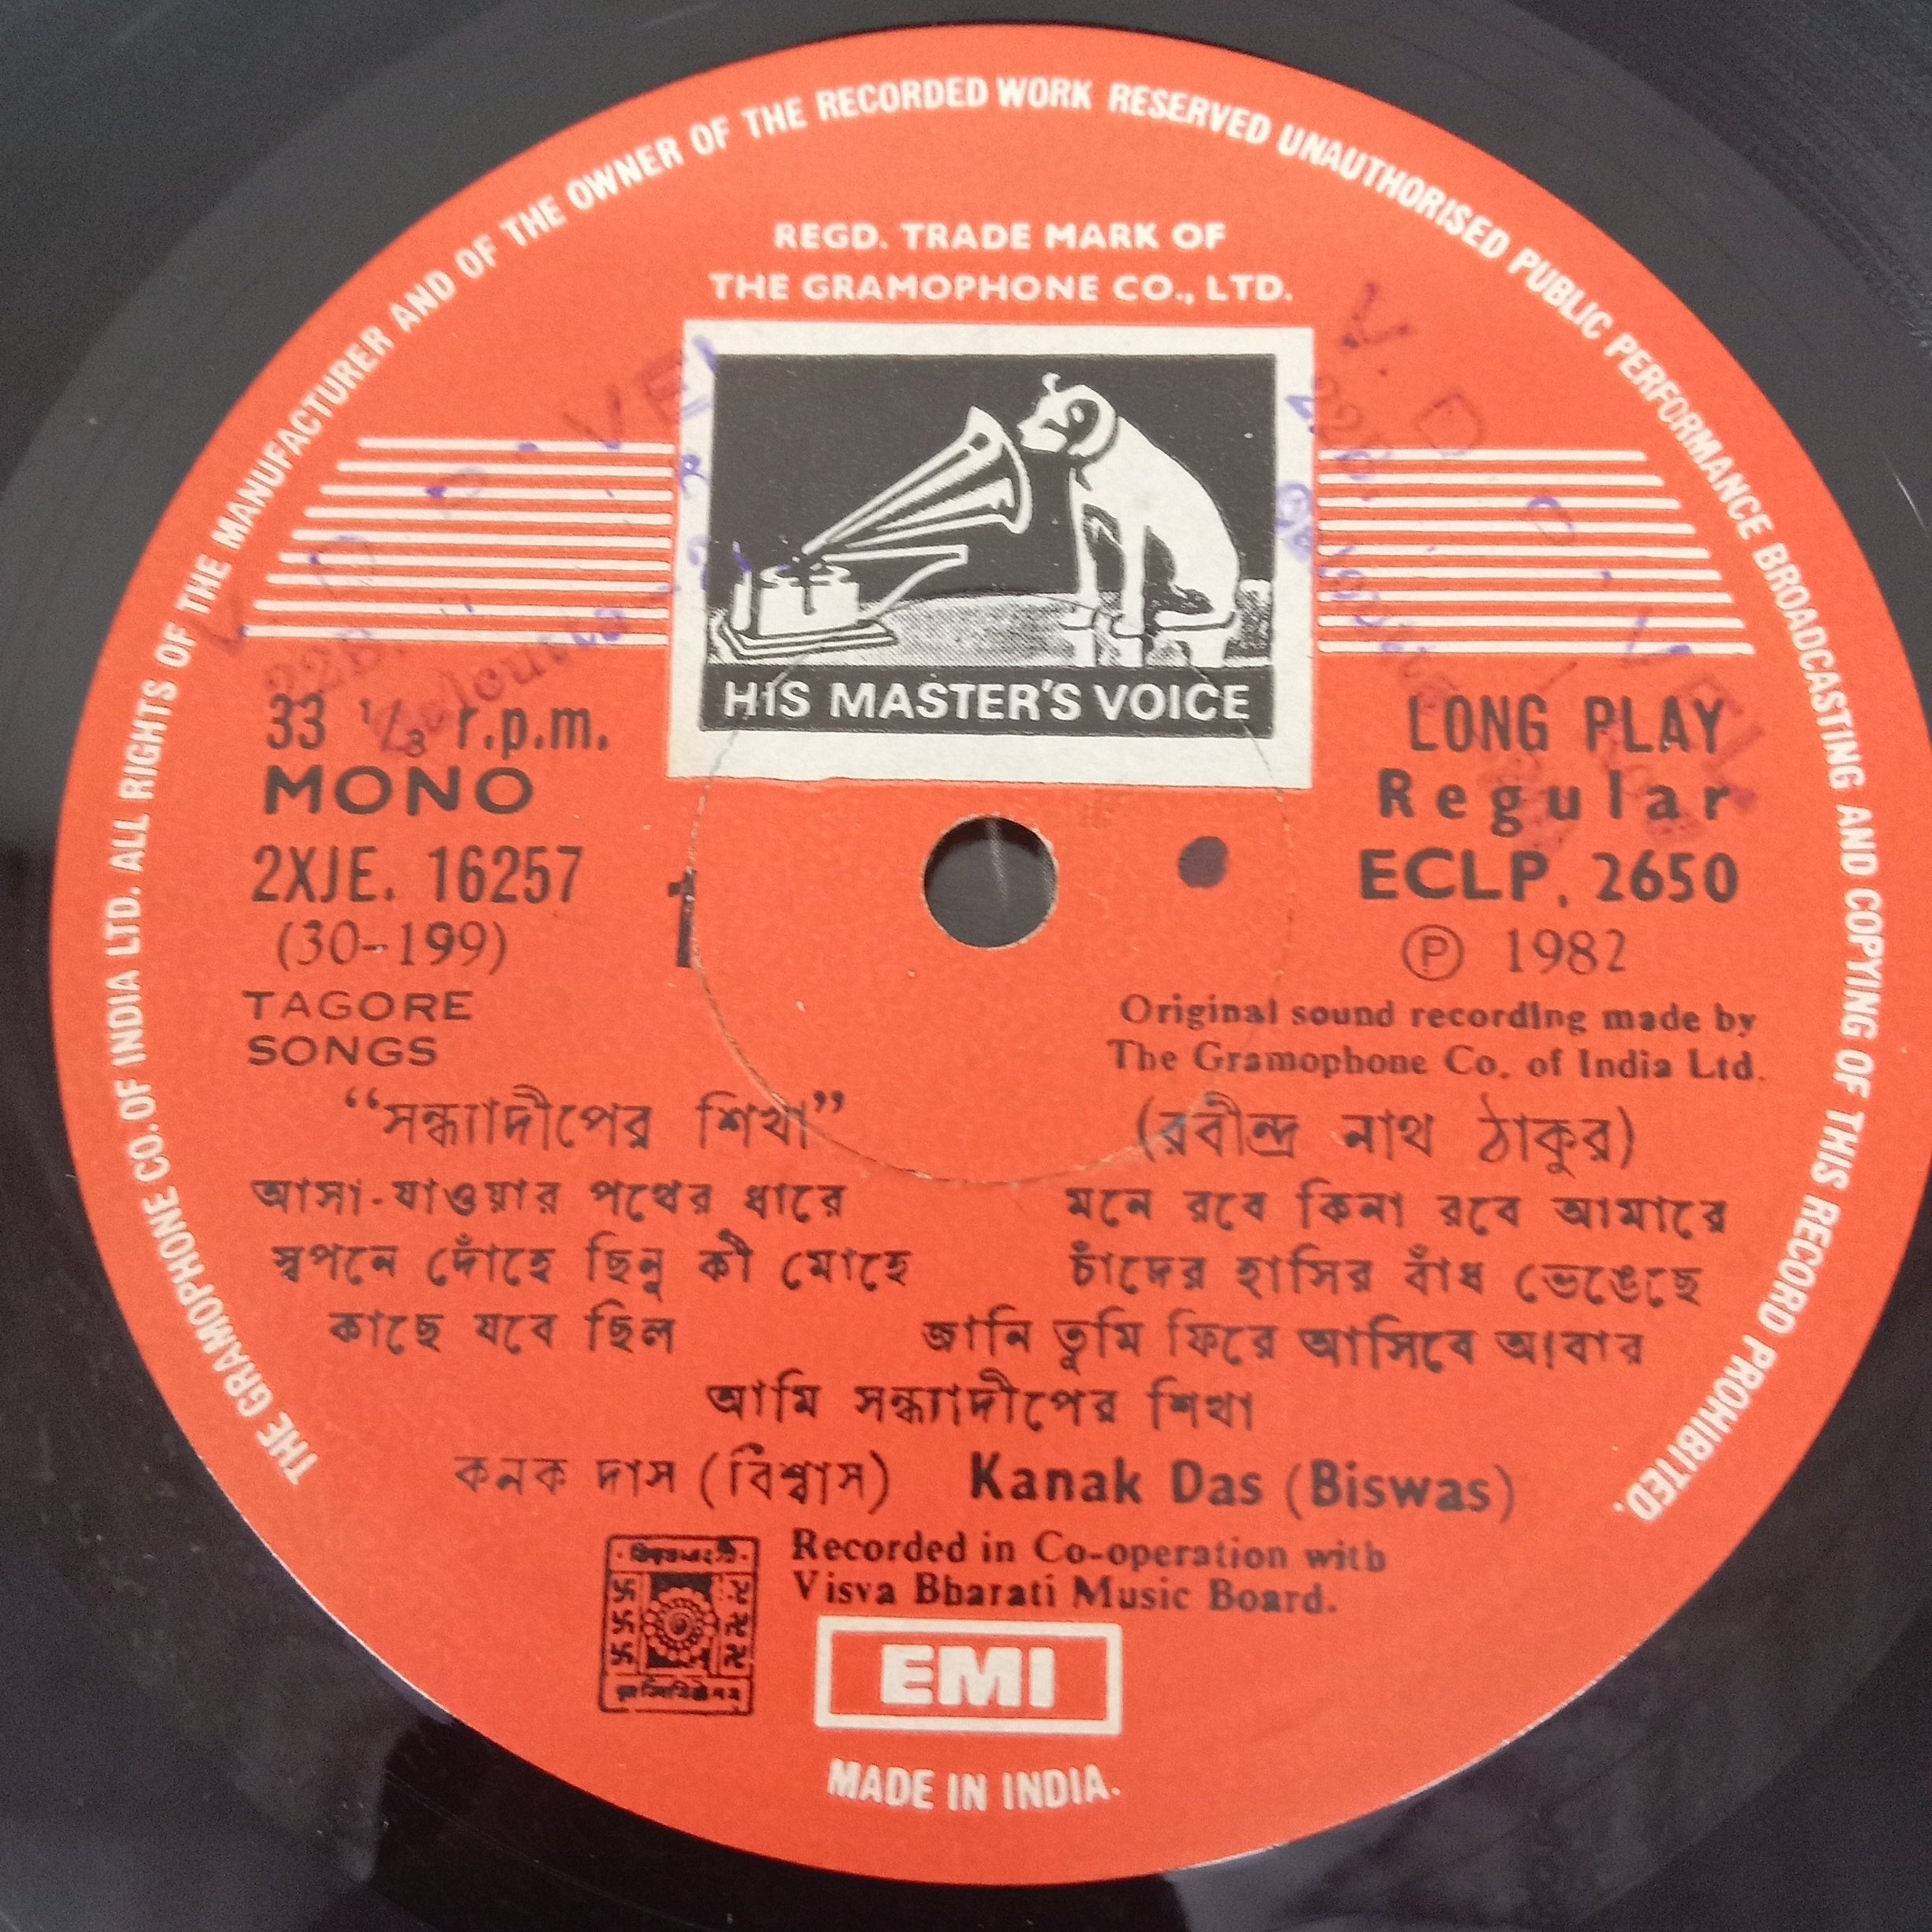 THE GRAMOPHONE CO. OF INDIA LTD. ALL RIGHTS OF THE MANUFACTURER AND OF THE OWNER OF THE RECORDED WORK RESERVED UNAUTHORISED PUBLIC PERFORMANCE BROADCASTING AND COPYING OF THIS RECORD PROHIBITED.
REGD. TRADE MARK OF
THE GRAMOPHONE CO., LTD.
HIS MASTER'S VOICE
33 1/3 r.p.m.
MONO
2XJE. 16257
(30-199)
1
TAGORE
SONGS
LONG PLAY
Regular
ECLP. 2650
Ⓟ 1982
Original sound recording made by
The Gramophone Co. of India Ltd.
“সন্ধ্যাদীপের শিখা” (রবীন্দ্র নাথ ঠাকুর)
আসা-যাওয়ার পথের ধারে মনে রবে কিনা রবে আমারে
স্বপনে দোঁহে ছিনু কী মোহে চাঁদের হাসির বাঁধ ভেঙেছে
কাছে যবে ছিল জানি তুমি ফিরে আসিবে আবার
আমি সন্ধ্যাদীপের শিখা
কনক দাস (বিশ্বাস) Kanak Das (Biswas)
Recorded in Co-operation with
Visva Bharati Music Board.
EMI
MADE IN INDIA.